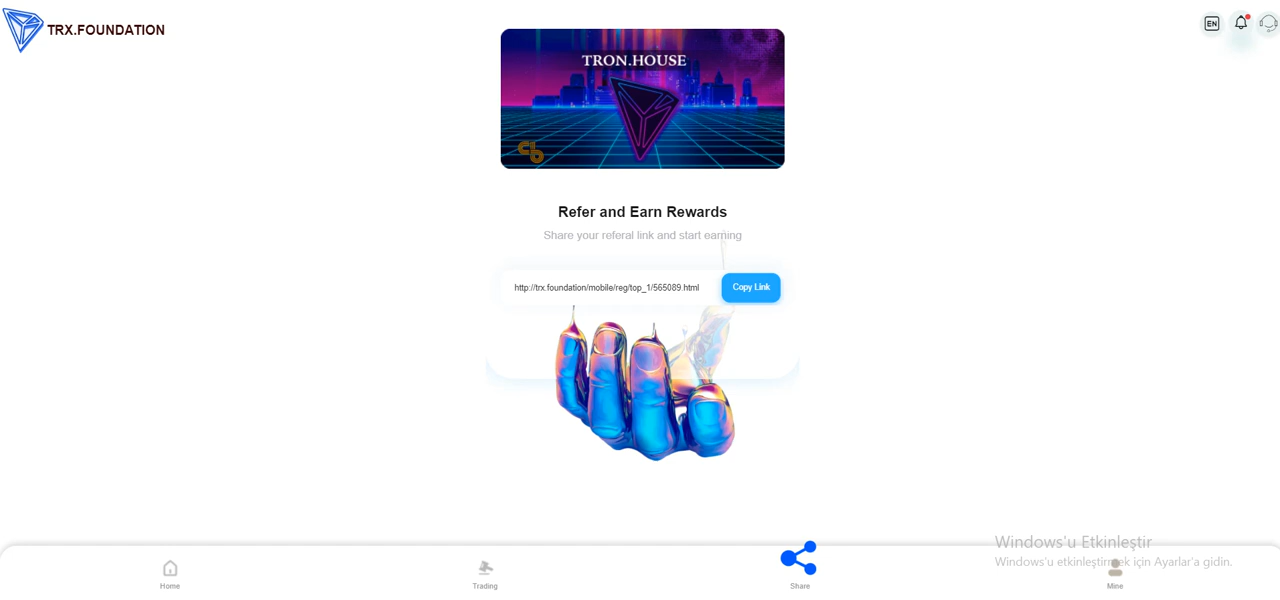 TRX.FOUNDATION
EN
TRON.HOUSE
Refer and Earn Rewards
Share your referal link and start earning
http://trx.foundation/mobile/reg/top_1/565089.html
Copy Link
Windows'u Etkinleştir
Windows'u etkinleştirmek için Ayarlar'a gidin.
Home
Trading
Share
Mine